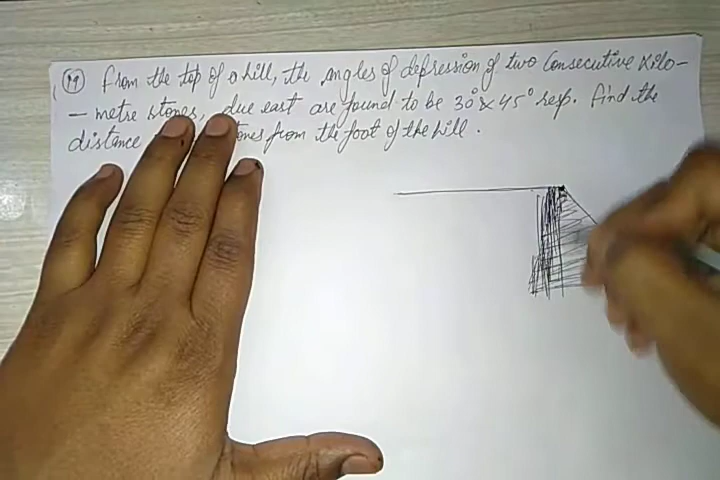 19 From the top of a hill, the angles of depression of two Consecutive Kilo-
- metre stones, due east are found to be 30° & 45° resp. Find the
distance from the foot of the hill.